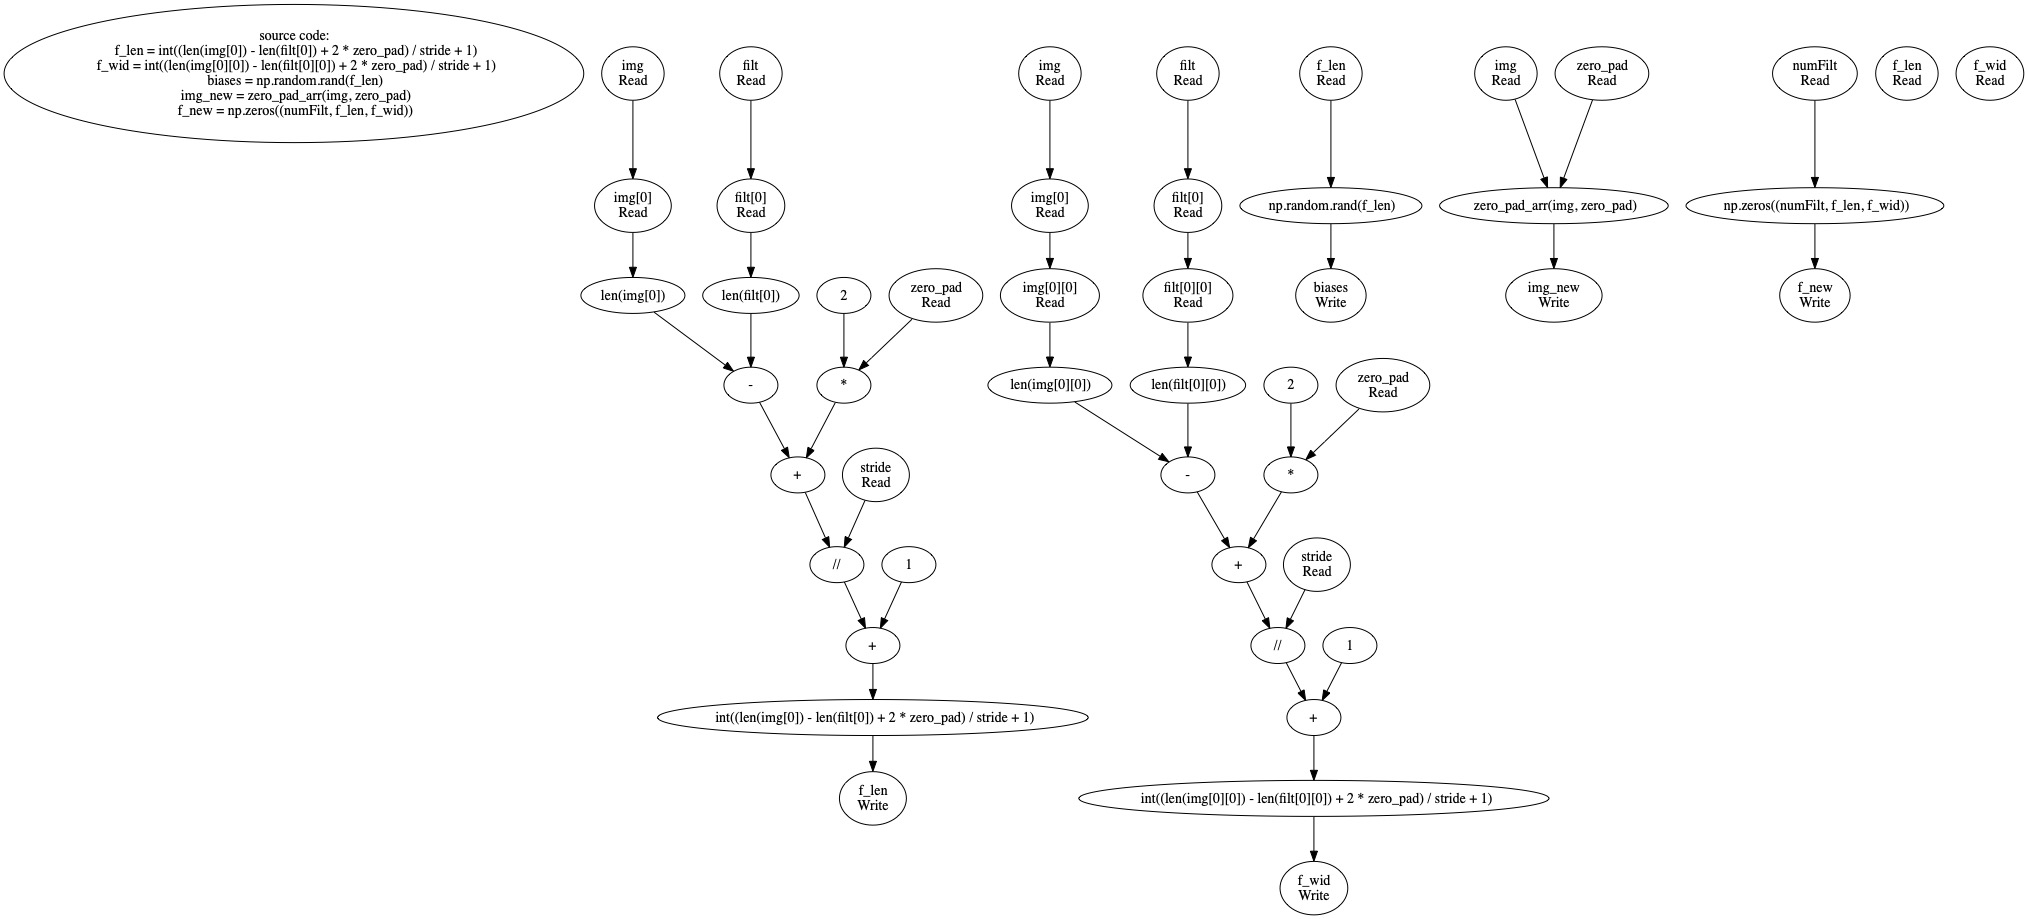 source code:
f_len = int((len(img[0]) - len(filt[0]) + 2 * zero_pad) / stride + 1)
f_wid = int((len(img[0][0]) - len(filt[0][0]) + 2 * zero_pad) / stride + 1)
biases = np.random.rand(f_len)
img_new = zero_pad_arr(img, zero_pad)
f_new = np.zeros((numFilt, f_len, f_wid))
img
Read
filt
Read
img
Read
filt
Read
f_len
Read
img
Read
zero_pad
Read
numFilt
Read
f_len
Read
f_wid
Read
img[0]
Read
filt[0]
Read
img[0]
Read
filt[0]
Read
np.random.rand(f_len)
zero_pad_arr(img, zero_pad)
np.zeros((numFilt, f_len, f_wid))
len(img[0])
len(filt[0])
2
zero_pad
Read
img[0][0]
Read
filt[0][0]
Read
biases
Write
img_new
Write
f_new
Write
-
*
len(img[0][0])
len(filt[0][0])
2
zero_pad
Read
+
stride
Read
-
*
//
1
+
stride
Read
+
//
1
int((len(img[0]) - len(filt[0]) + 2 * zero_pad) / stride + 1)
+
f_len
Write
int((len(img[0][0]) - len(filt[0][0]) + 2 * zero_pad) / stride + 1)
f_wid
Write